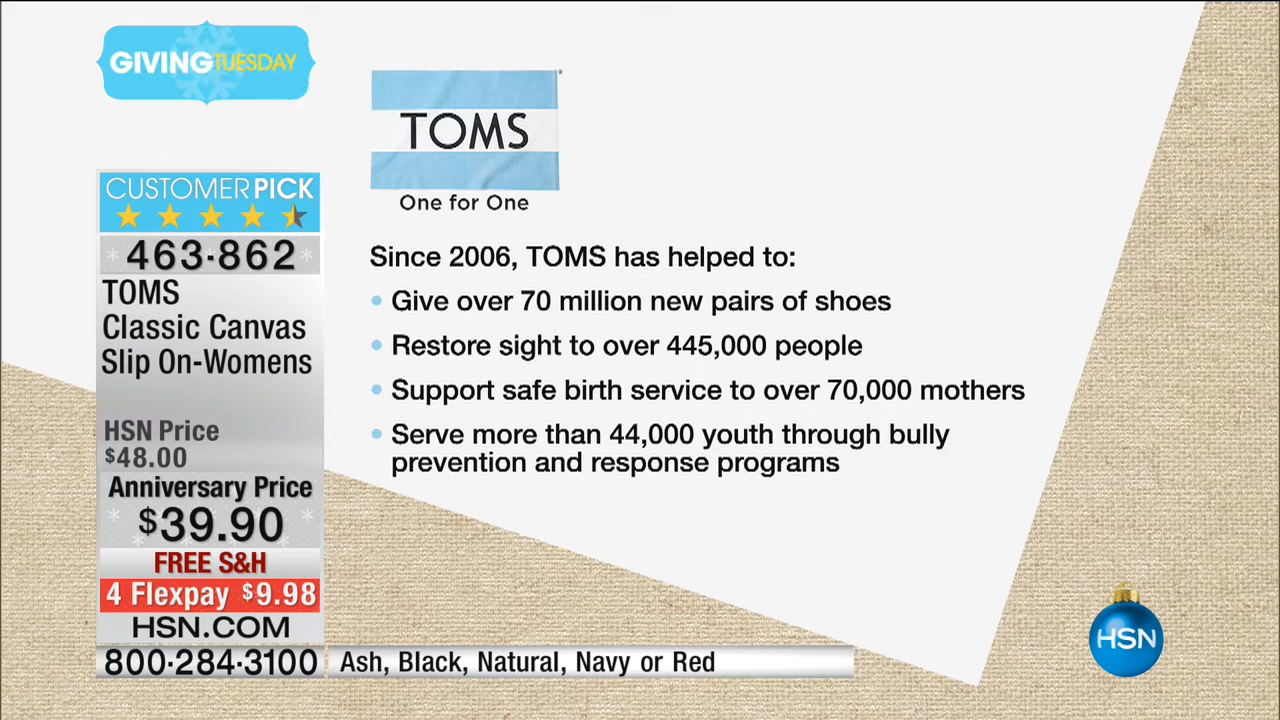 GIVINGTUESDAY
TOMS
One for One
CUSTOMERPICK
463·862
TOMS
Classic Canvas
Slip On-Womens
HSN Price
$48.00
Anniversary Price
$39.90
FREE S&H
4 Flexpay $9.98
HSN.COM
800·284·3100
Since 2006, TOMS has helped to:
• Give over 70 million new pairs of shoes
• Restore sight to over 445,000 people
• Support safe birth service to over 70,000 mothers
• Serve more than 44,000 youth through bully
prevention and response programs
Ash, Black, Natural, Navy or Red
HSN